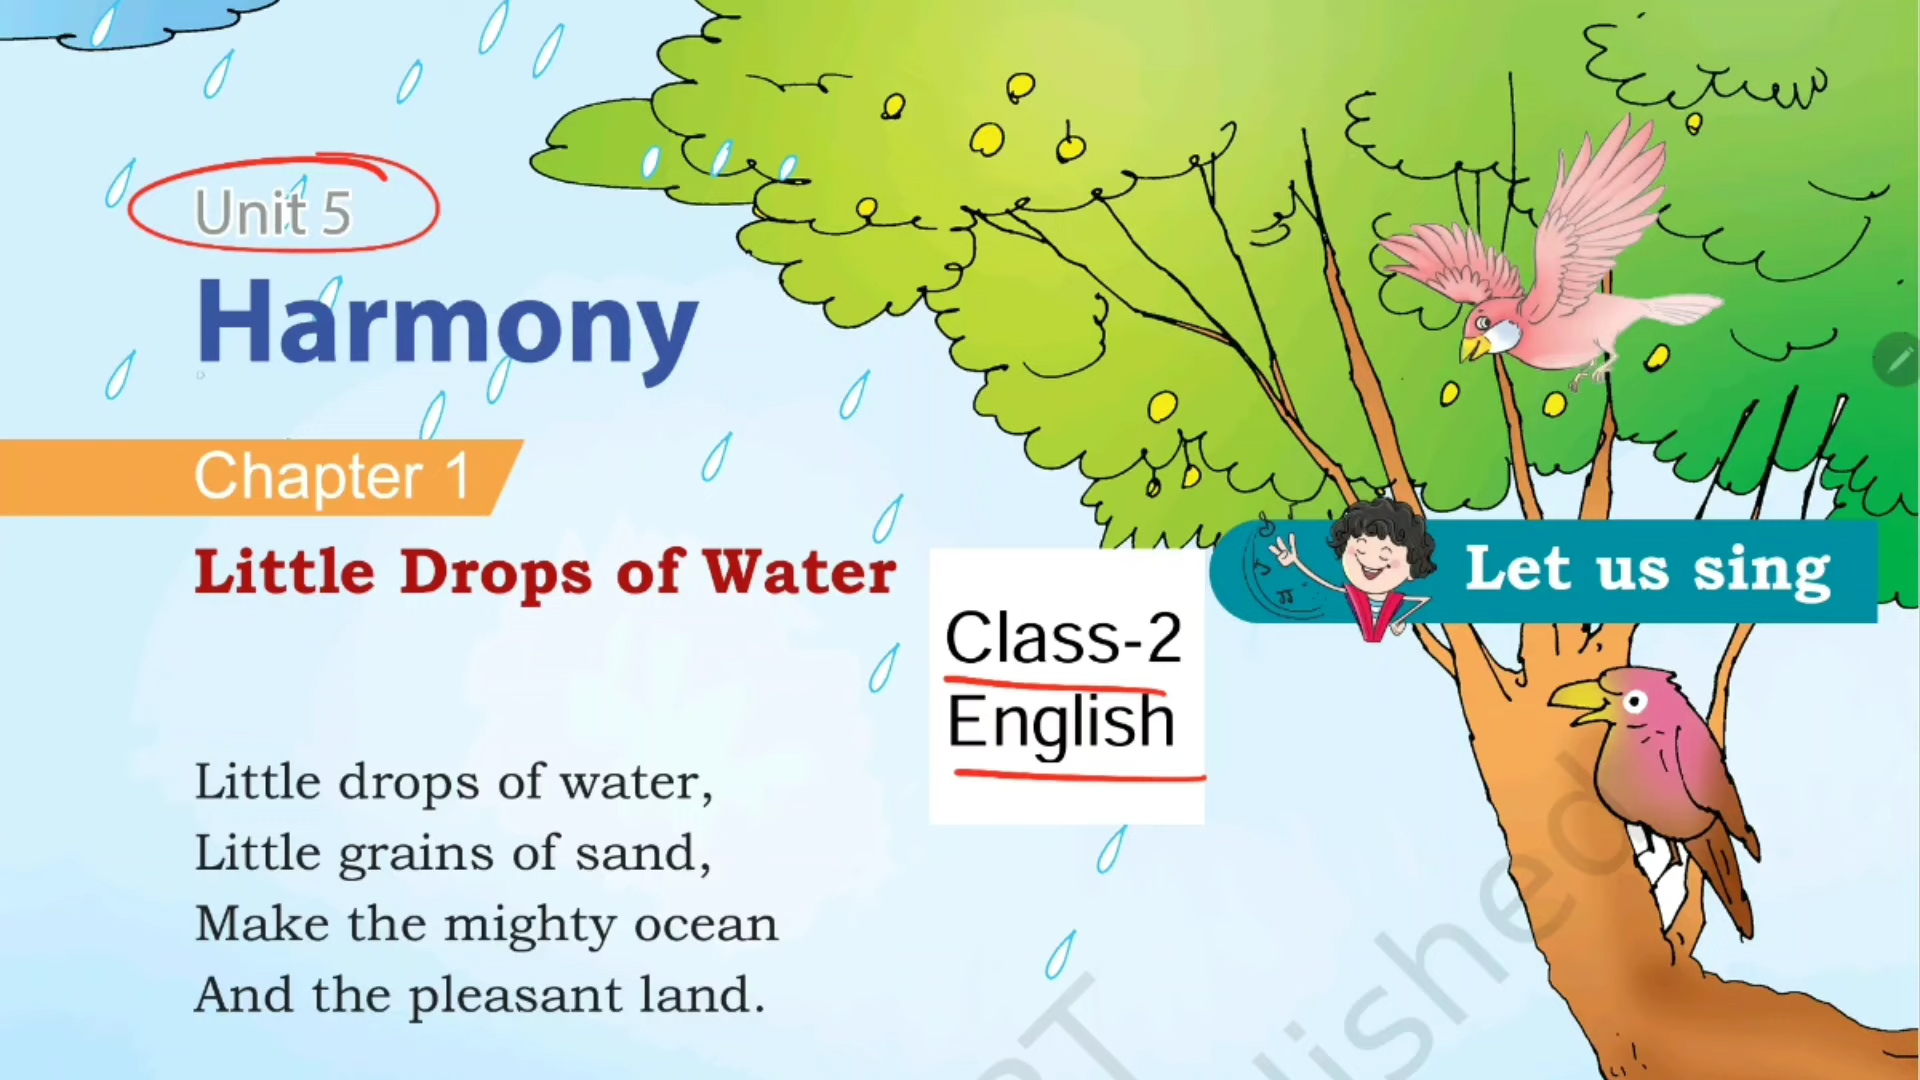 Unit 5
Harmony
Chapter 1
Little Drops of Water
Let us sing
Class-2
English
Little drops of water,
Little grains of sand,
Make the mighty ocean
And the pleasant land.